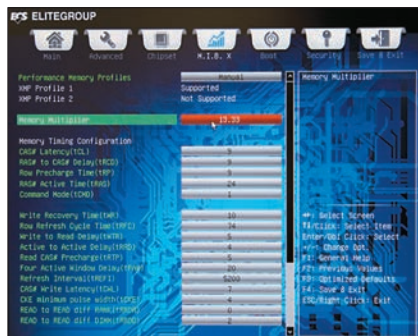 ECS ELITEGROUP
Main Advanced Chipset M.I.B. X Boot Security Save & Exit
Performance Memory Profiles Manual
XMP Profile 1 Supported
XMP Profile 2 Not Supported
Memory Multiplier 13.33
Memory Timing Configuration
CAS# Latency(tCL) 9
RAS# to CAS# Delay(tRCD) 9
Row Precharge Time(tRP) 9
RAS# Active Time(tRAS) 24
Command Mode(tCMD) 1
Write Recovery Time(tWR) 10
Row Refresh Cycle Time(tRFC) 74
Write to Read Delay(tWTR) 5
Active to Active Delay(tRRD)
Read CAS# Precharge(tRTP) 5
Four Active Window Delay(tFAW) 20
Refresh Interval(tREFI) 5200
CAS# Write Latency(tCWL) 7
CKE minimum pulse width(tCKE) 4
READ to READ diff RANK(tRRDR) 0
READ to READ diff DIMM(tRRDD) 2
Memory Multiplier
: Select Screen
/Click: Select Item
Enter/Dbl Click: Select
+/-: Change Opt.
F1: General Help
F2: Previous Values
F3: Optimized Defaults
F4: Save & Exit
ESC/Right Click: Exit